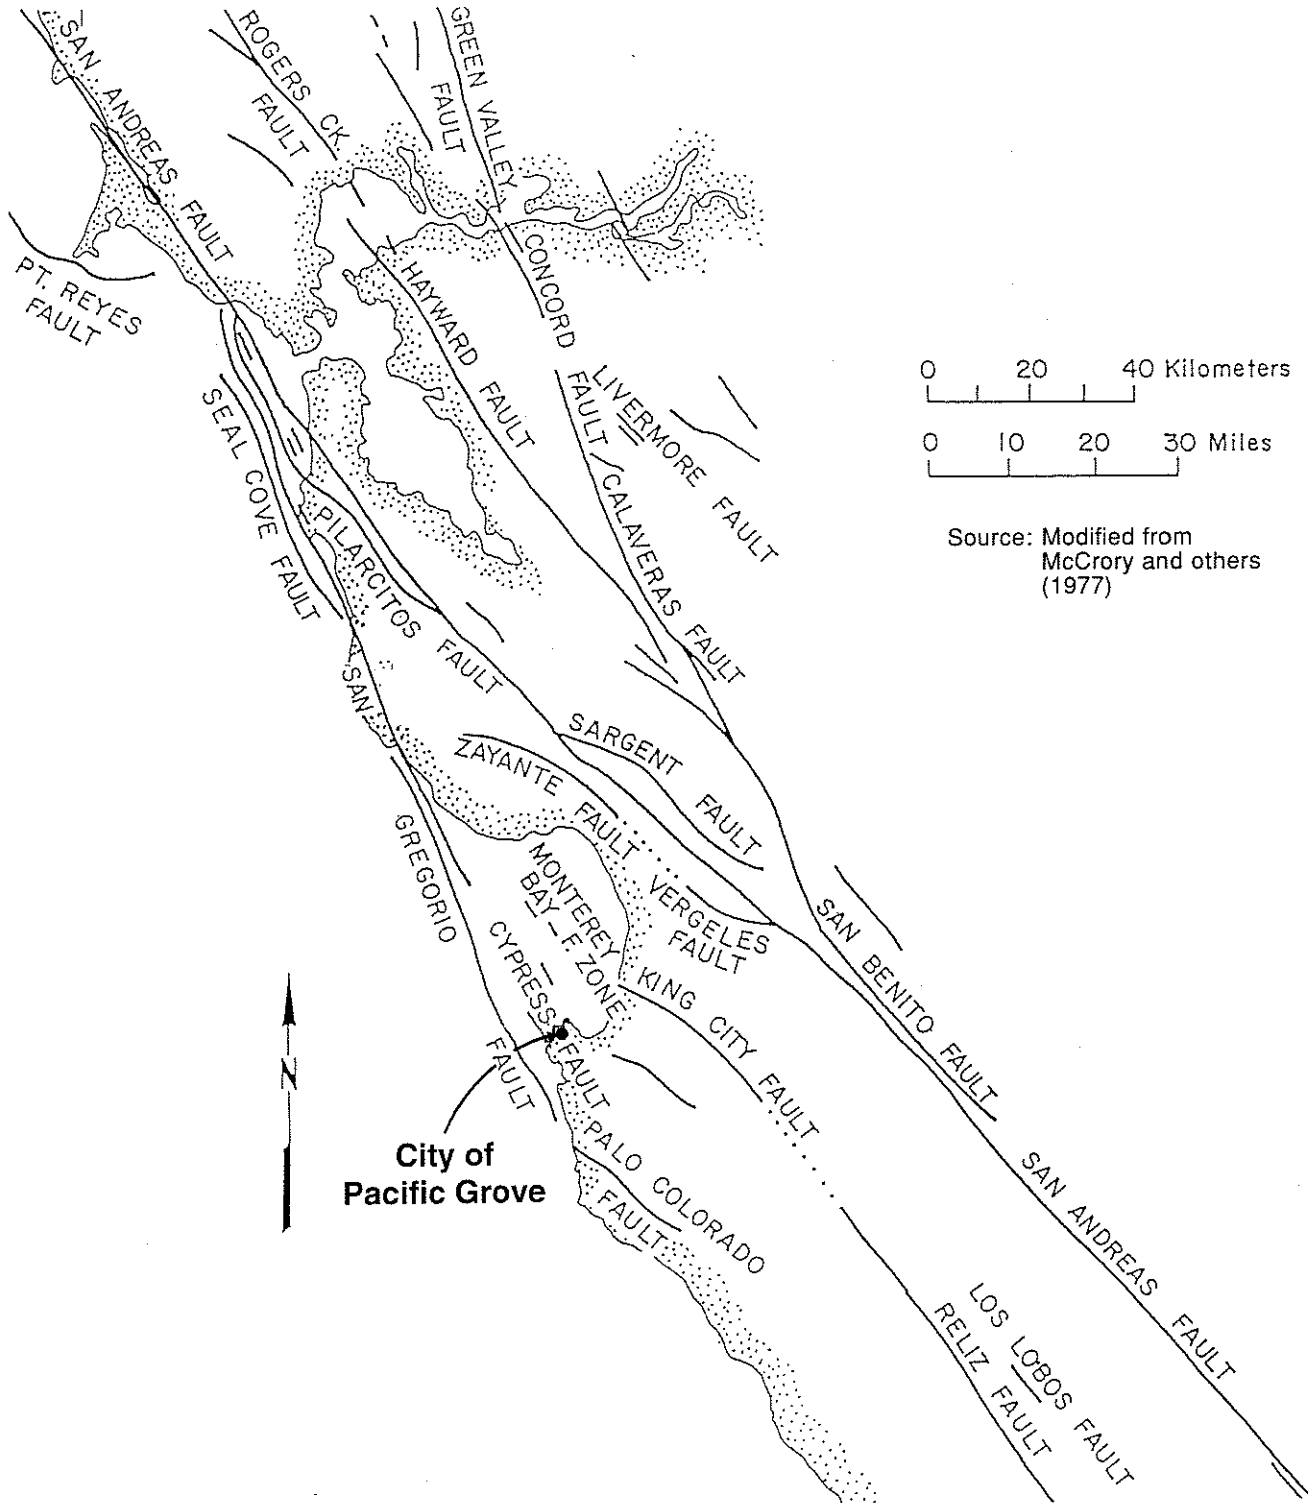 SAN ANDREAS FAULT
ROGERS CK.
FAULT
GREEN VALLEY
FAULT
PT. REYES
FAULT
HAYWARD FAULT
CONCORD FAULT
LIVERMORE FAULT
SEAL COVE FAULT
PILARCITOS FAULT
CALAVERAS FAULT
0 20 40 Kilometers
0 10 20 30 Miles
Source: Modified from
McCrory and others
(1977)
SAN GREGORIO FAULT
ZAYANTE FAULT
SARGENT FAULT
MONTEREY
BAY F. ZONE
VERGELES
FAULT
CYPRESS FAULT
KING CITY FAULT
SAN BENITO FAULT
N
City of
Pacific Grove
PALO COLORADO
FAULT
SAN ANDREAS FAULT
RELIZ FAULT
LOS LOBOS FAULT